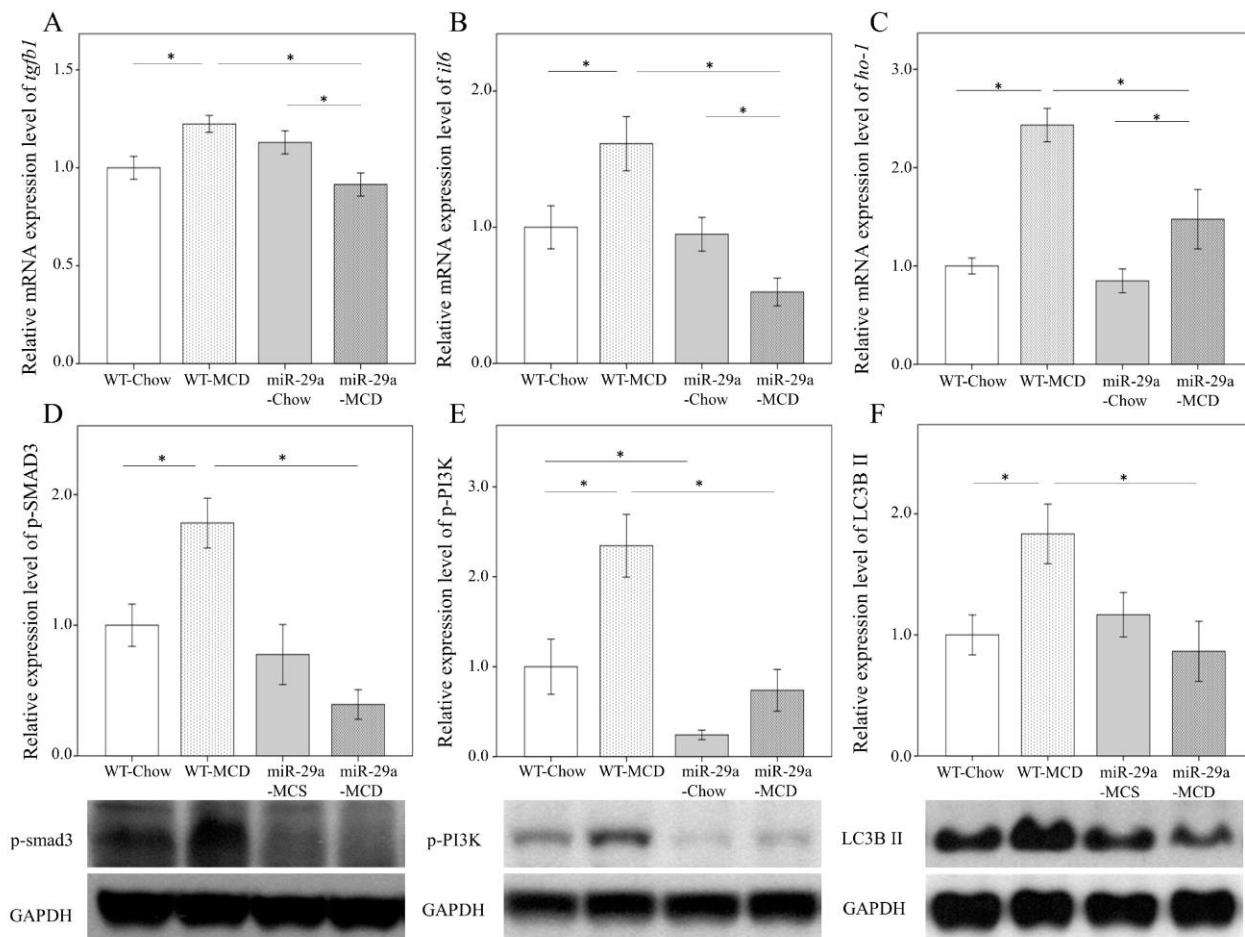 A
Relative mRNA expression level of tgfb1
1.5
1.0
0.5
0.0
*
*
*
WT-Chow
WT-MCD
miR-29a
-Chow
miR-29a
-MCD
B
Relative mRNA expression level of il6
2.0
1.0
0.0
*
*
*
WT-Chow
WT-MCD
miR-29a
-Chow
miR-29a
-MCD
C
Relative mRNA expression level of ho-1
3.0
2.0
1.0
0.0
*
*
*
WT-Chow
WT-MCD
miR-29a
-Chow
miR-29a
-MCD
D
Relative expression level of p-SMAD3
2.0
1.0
0.0
*
*
WT-Chow
WT-MCD
miR-29a
-MCS
miR-29a
-MCD
p-smad3
GAPDH
E
Relative expression level of p-PI3K
3.0
2.0
1.0
0.0
*
*
*
WT-Chow
WT-MCD
miR-29a
-Chow
miR-29a
-MCD
p-PI3K
GAPDH
F
Relative expression level of LC3B II
2.0
1.0
0.0
*
*
WT-Chow
WT-MCD
miR-29a
-MCS
miR-29a
-MCD
LC3B II
GAPDH